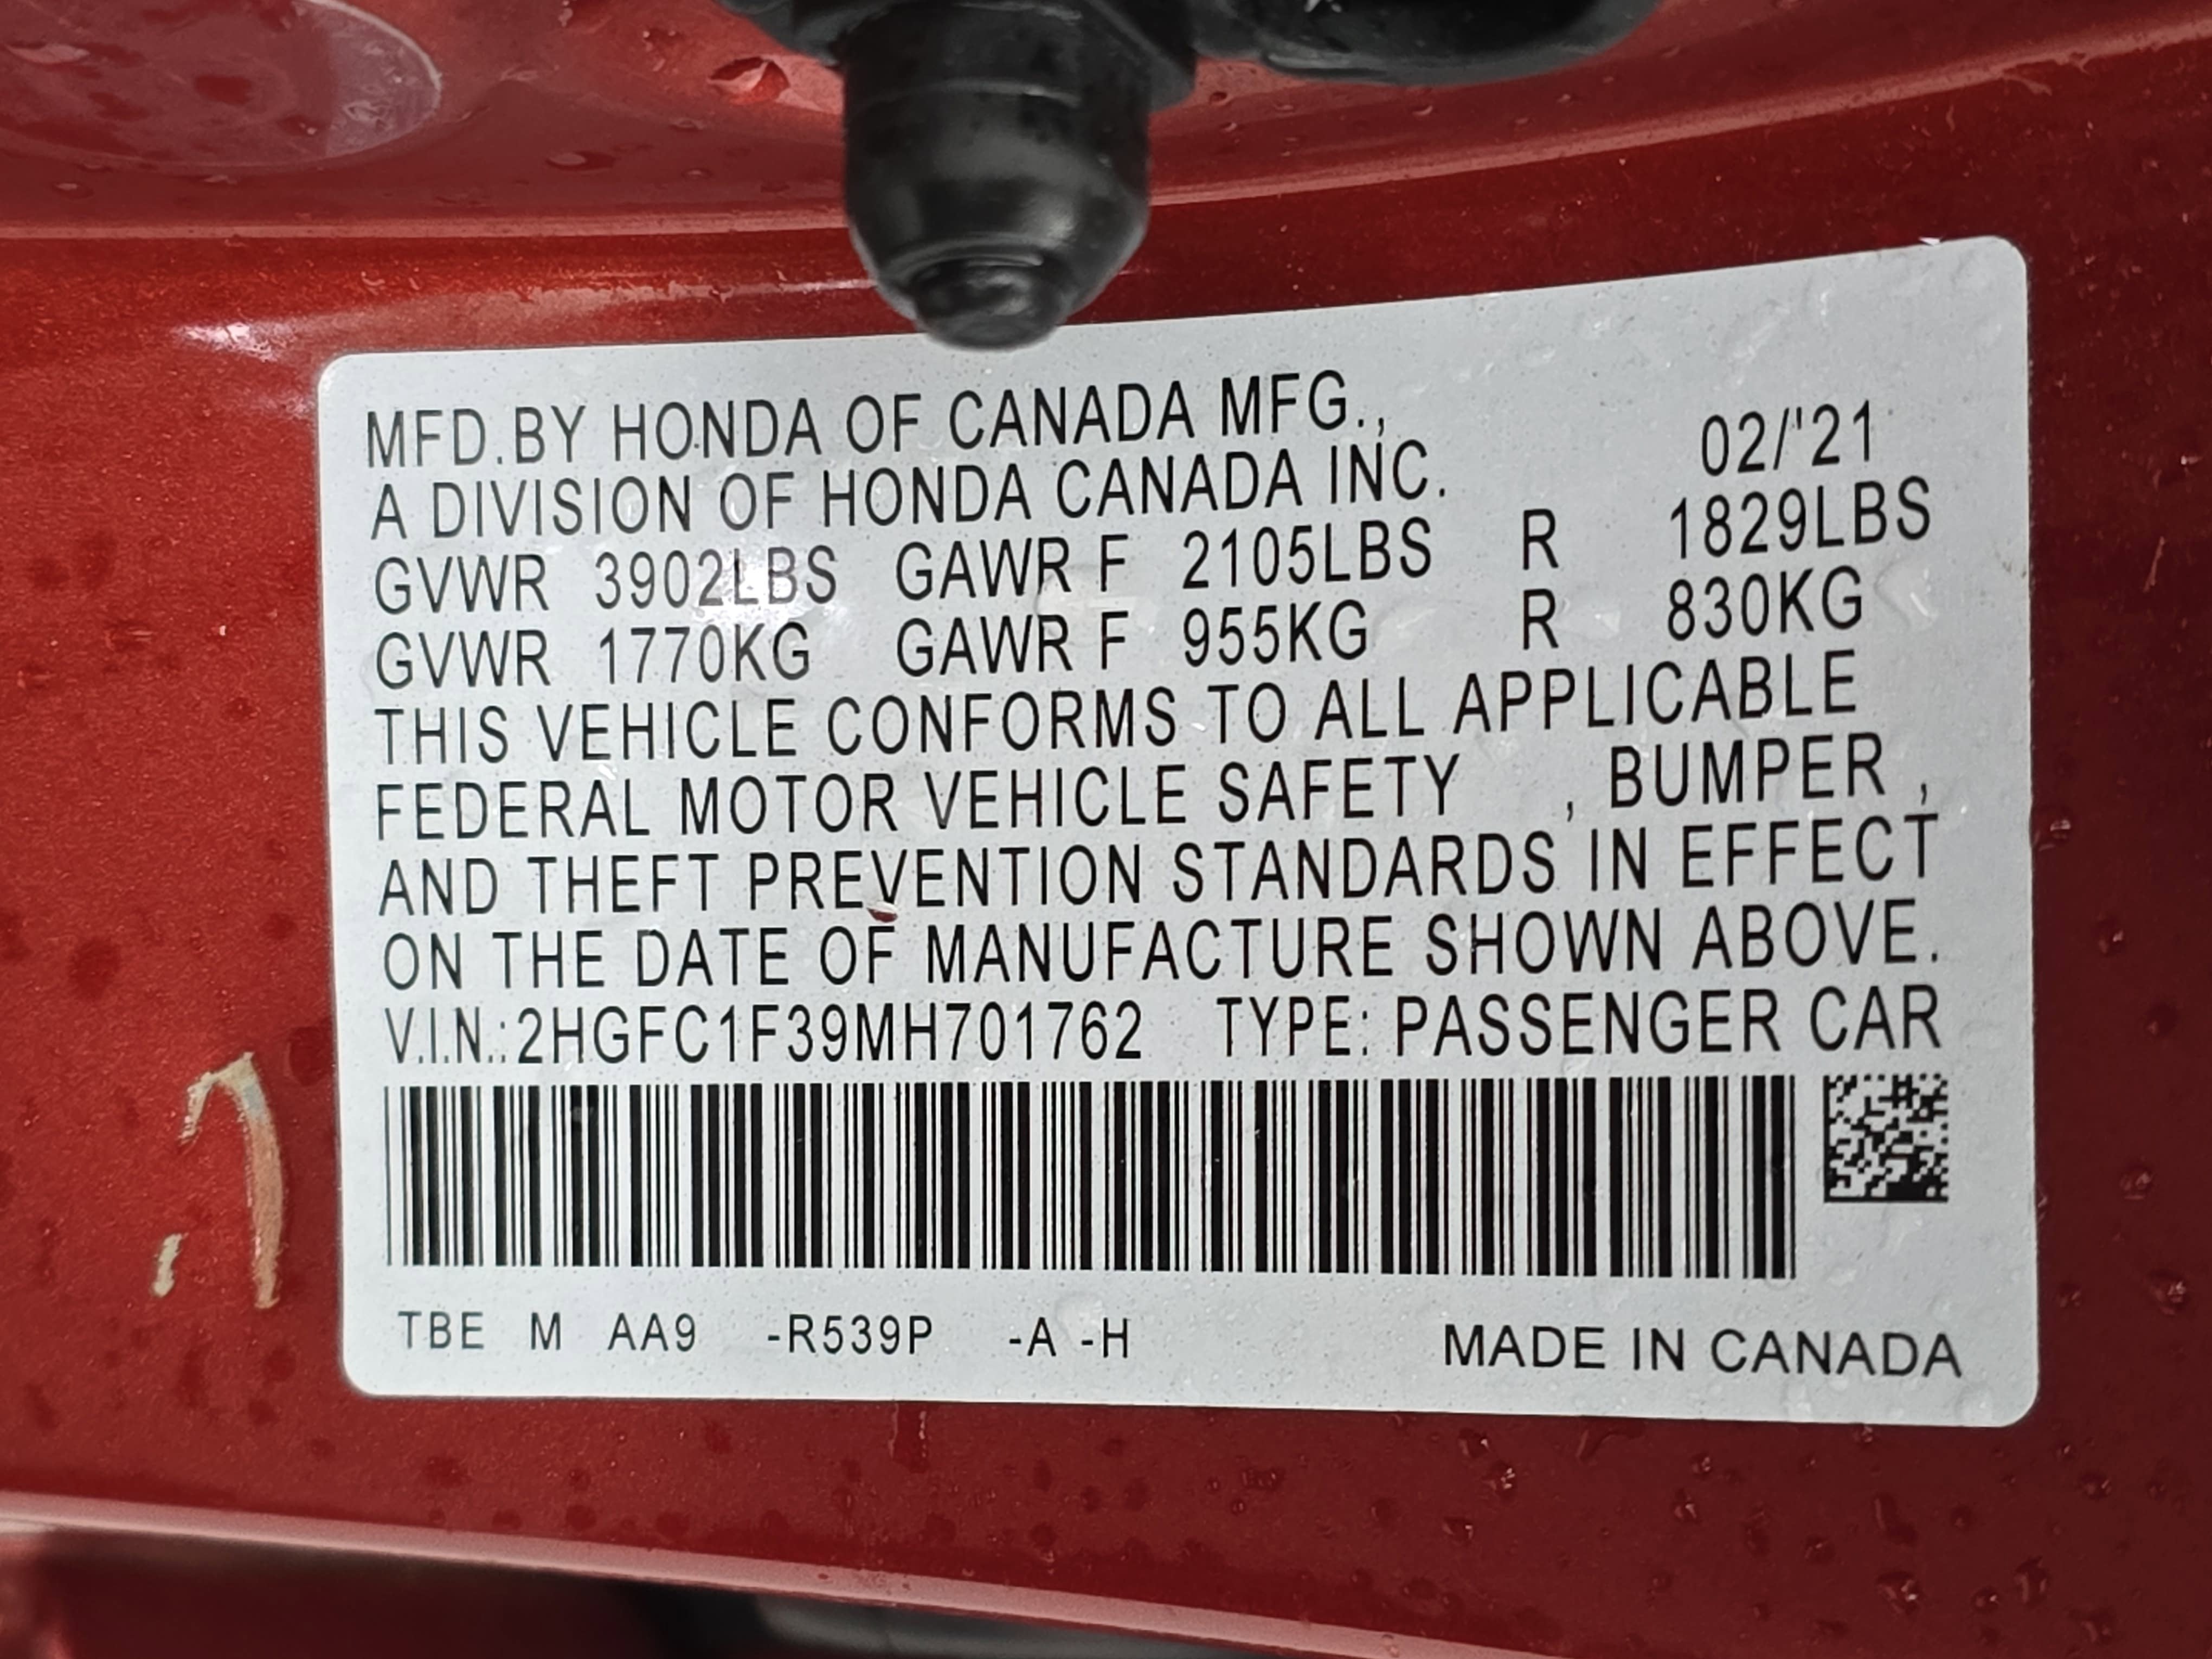 MFD.BY HONDA OF CANADA MFG., 02/'21
A DIVISION OF HONDA CANADA INC.
GVWR 3902LBS GAWR F 2105LBS R 1829LBS
GVWR 1770KG GAWR F 955KG R 830KG
THIS VEHICLE CONFORMS TO ALL APPLICABLE
FEDERAL MOTOR VEHICLE SAFETY , BUMPER ,
AND THEFT PREVENTION STANDARDS IN EFFECT
ON THE DATE OF MANUFACTURE SHOWN ABOVE.
V.I.N.:2HGFC1F39MH701762 TYPE: PASSENGER CAR
TBE M AA9 -R539P -A -H MADE IN CANADA